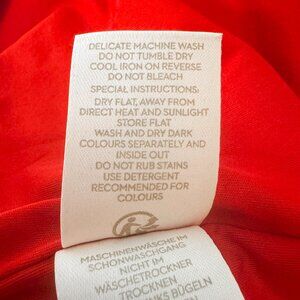 DELICATE MACHINE WASH
DO NOT TUMBLE DRY
COOL IRON ON REVERSE
DO NOT BLEACH
SPECIAL INSTRUCTIONS:
DRY FLAT, AWAY FROM
DIRECT HEAT AND SUNLIGHT
STORE FLAT
WASH AND DRY DARK
COLOURS SEPARATELY AND
INSIDE OUT
DO NOT RUB STAINS
USE DETERGENT
RECOMMENDED FOR
COLOURS
MASCHINENWÄSCHE IM
SCHONWASCHGANG
NICHT IM
WÄSCHETROCKNER
TROCKNEN
BÜGELN